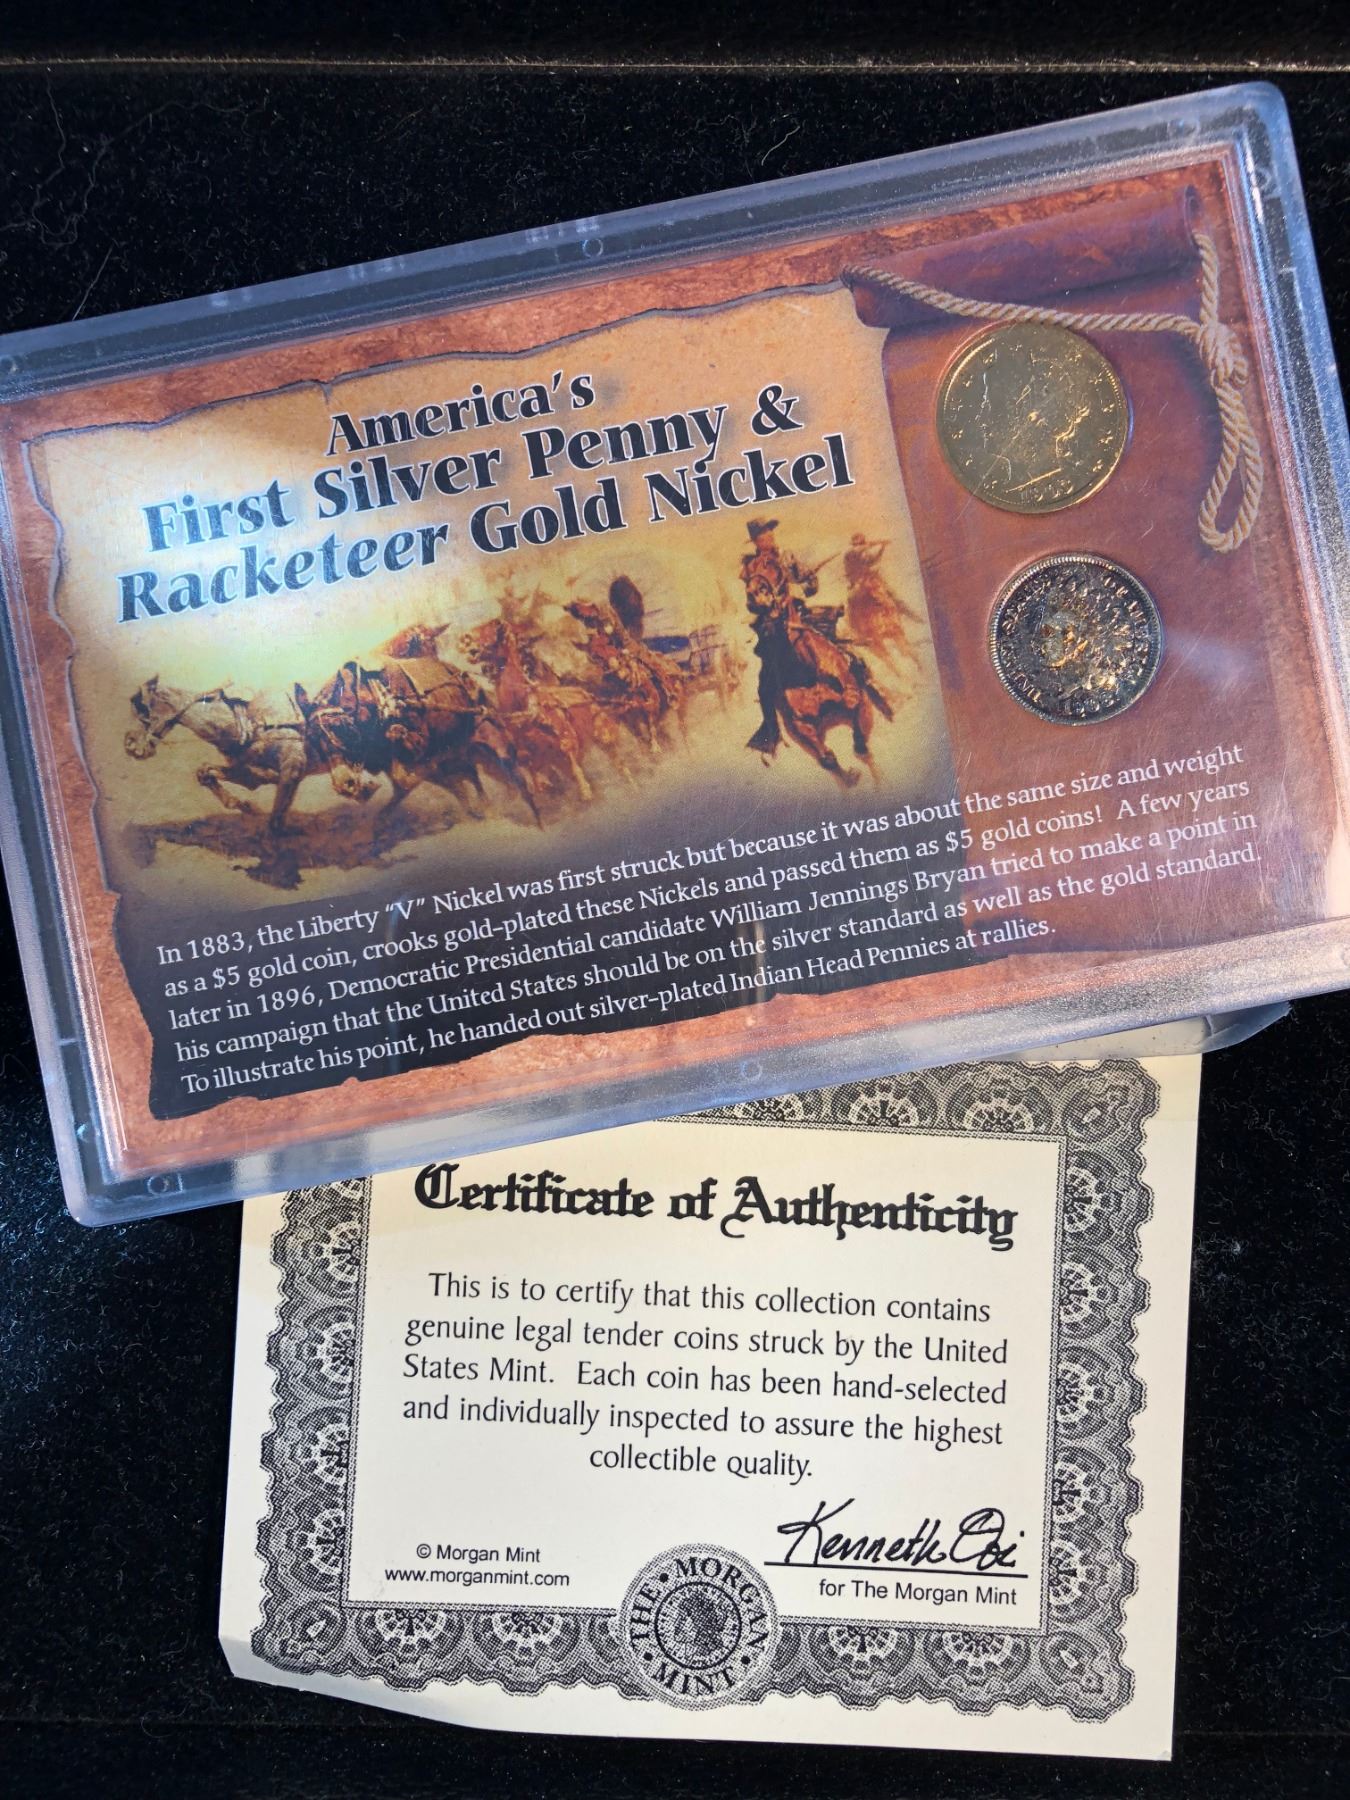 America's
First Silver Penny &
Racketeer Gold Nickel
UNITED STATES OF AMERICA
In 1883, the Liberty “V” Nickel was first struck but because it was about the same size and weight
as a $5 gold coin, crooks gold-plated these Nickels and passed them as $5 gold coins!  A few years
later in 1896, Democratic Presidential candidate William Jennings Bryan tried to make a point in
his campaign that the United States should be on the silver standard as well as the gold standard.
To illustrate his point, he handed out silver-plated Indian Head Pennies at rallies.
Certificate of Authenticity
This is to certify that this collection contains
genuine legal tender coins struck by the United
States Mint.  Each coin has been hand-selected
and individually inspected to assure the highest
collectible quality.
© Morgan Mint
www.morganmint.com
Kenneth
for The Morgan Mint
THE • MORGAN • MINT •